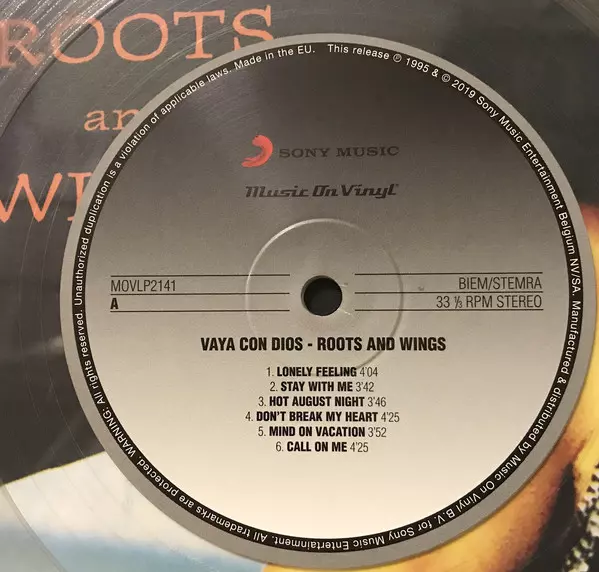 ROOTS
an
WI
This release ℗ 1995 & © 2019 Sony Music Entertainment Belgium NV/SA. Manufactured & distributed by Music On Vinyl B.V. for Sony Music Entertainment. All trademarks are protected. WARNING: All rights reserved. Unauthorized duplication is a violation of applicable laws. Made in the EU.
SONY MUSIC
Music On Vinyl
MOVLP2141
BIEM/STEMRA
A
33 ⅓ RPM STEREO
VAYA CON DIOS - ROOTS AND WINGS
1. LONELY FEELING 4'04
2. STAY WITH ME 3'42
3. HOT AUGUST NIGHT 3'46
4. DON'T BREAK MY HEART 4'25
5. MIND ON VACATION 3'52
6. CALL ON ME 4'25